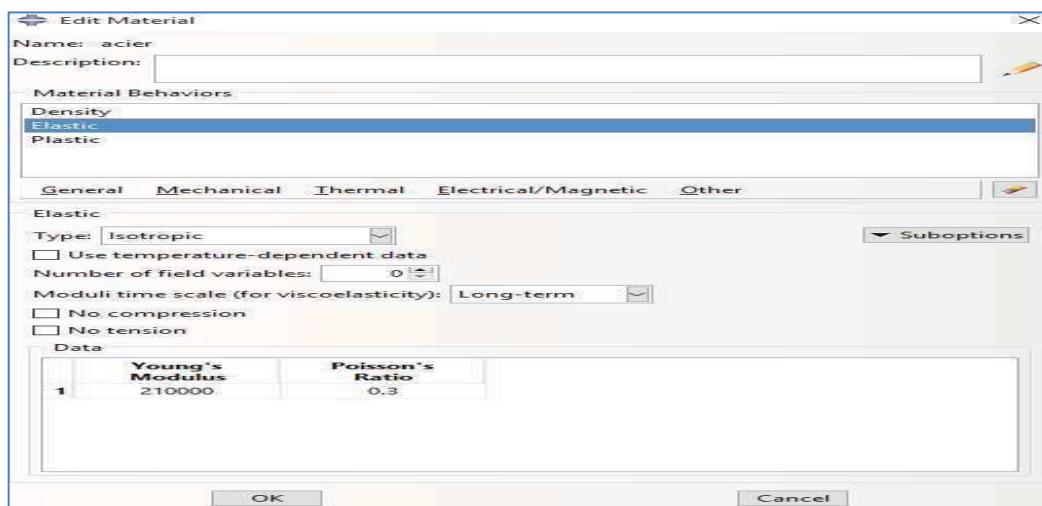 Edit Material
Name: acier
Description:
Material Behaviors
Density
Elastic
Plastic
General Mechanical Thermal Electrical/Magnetic Other
Elastic
Type: Isotropic
Suboptions
Use temperature-dependent data
Number of field variables: 0
Moduli time scale (for viscoelasticity): Long-term
No compression
No tension
Data
Young's Poisson's
Modulus Ratio
1 210000 0.3
OK Cancel